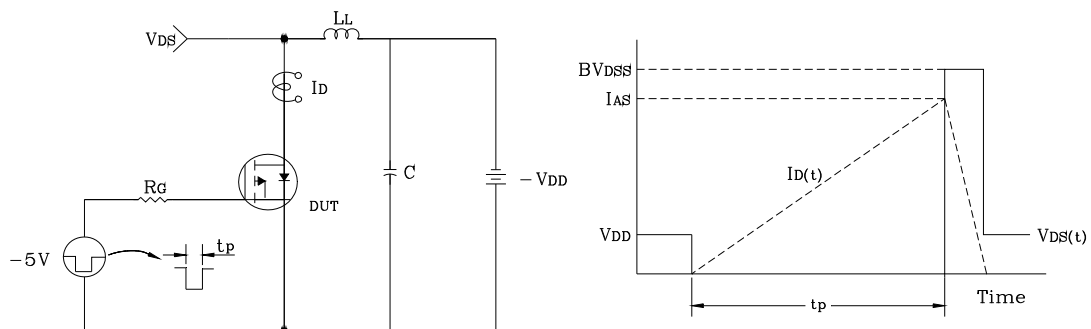 LL
VDS
ID
RG
DUT
C
-VDD
-5V
tp
BVDSS
IAS
ID(t)
VDD
VDS(t)
tp
Time